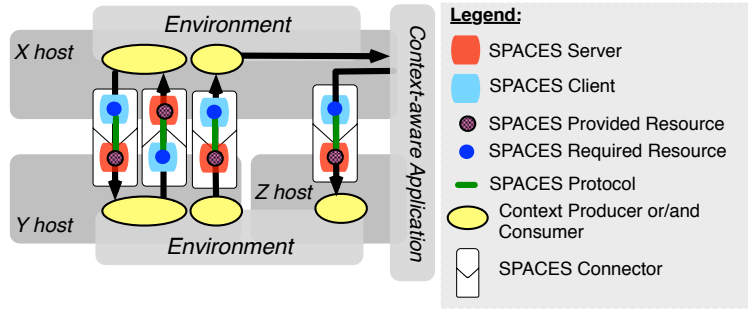 Environment
X host
Y host
Z host
Environment
Context-aware Application
Legend:
SPACES Server
SPACES Client
SPACES Provided Resource
SPACES Required Resource
SPACES Protocol
Context Producer or/and
Consumer
SPACES Connector